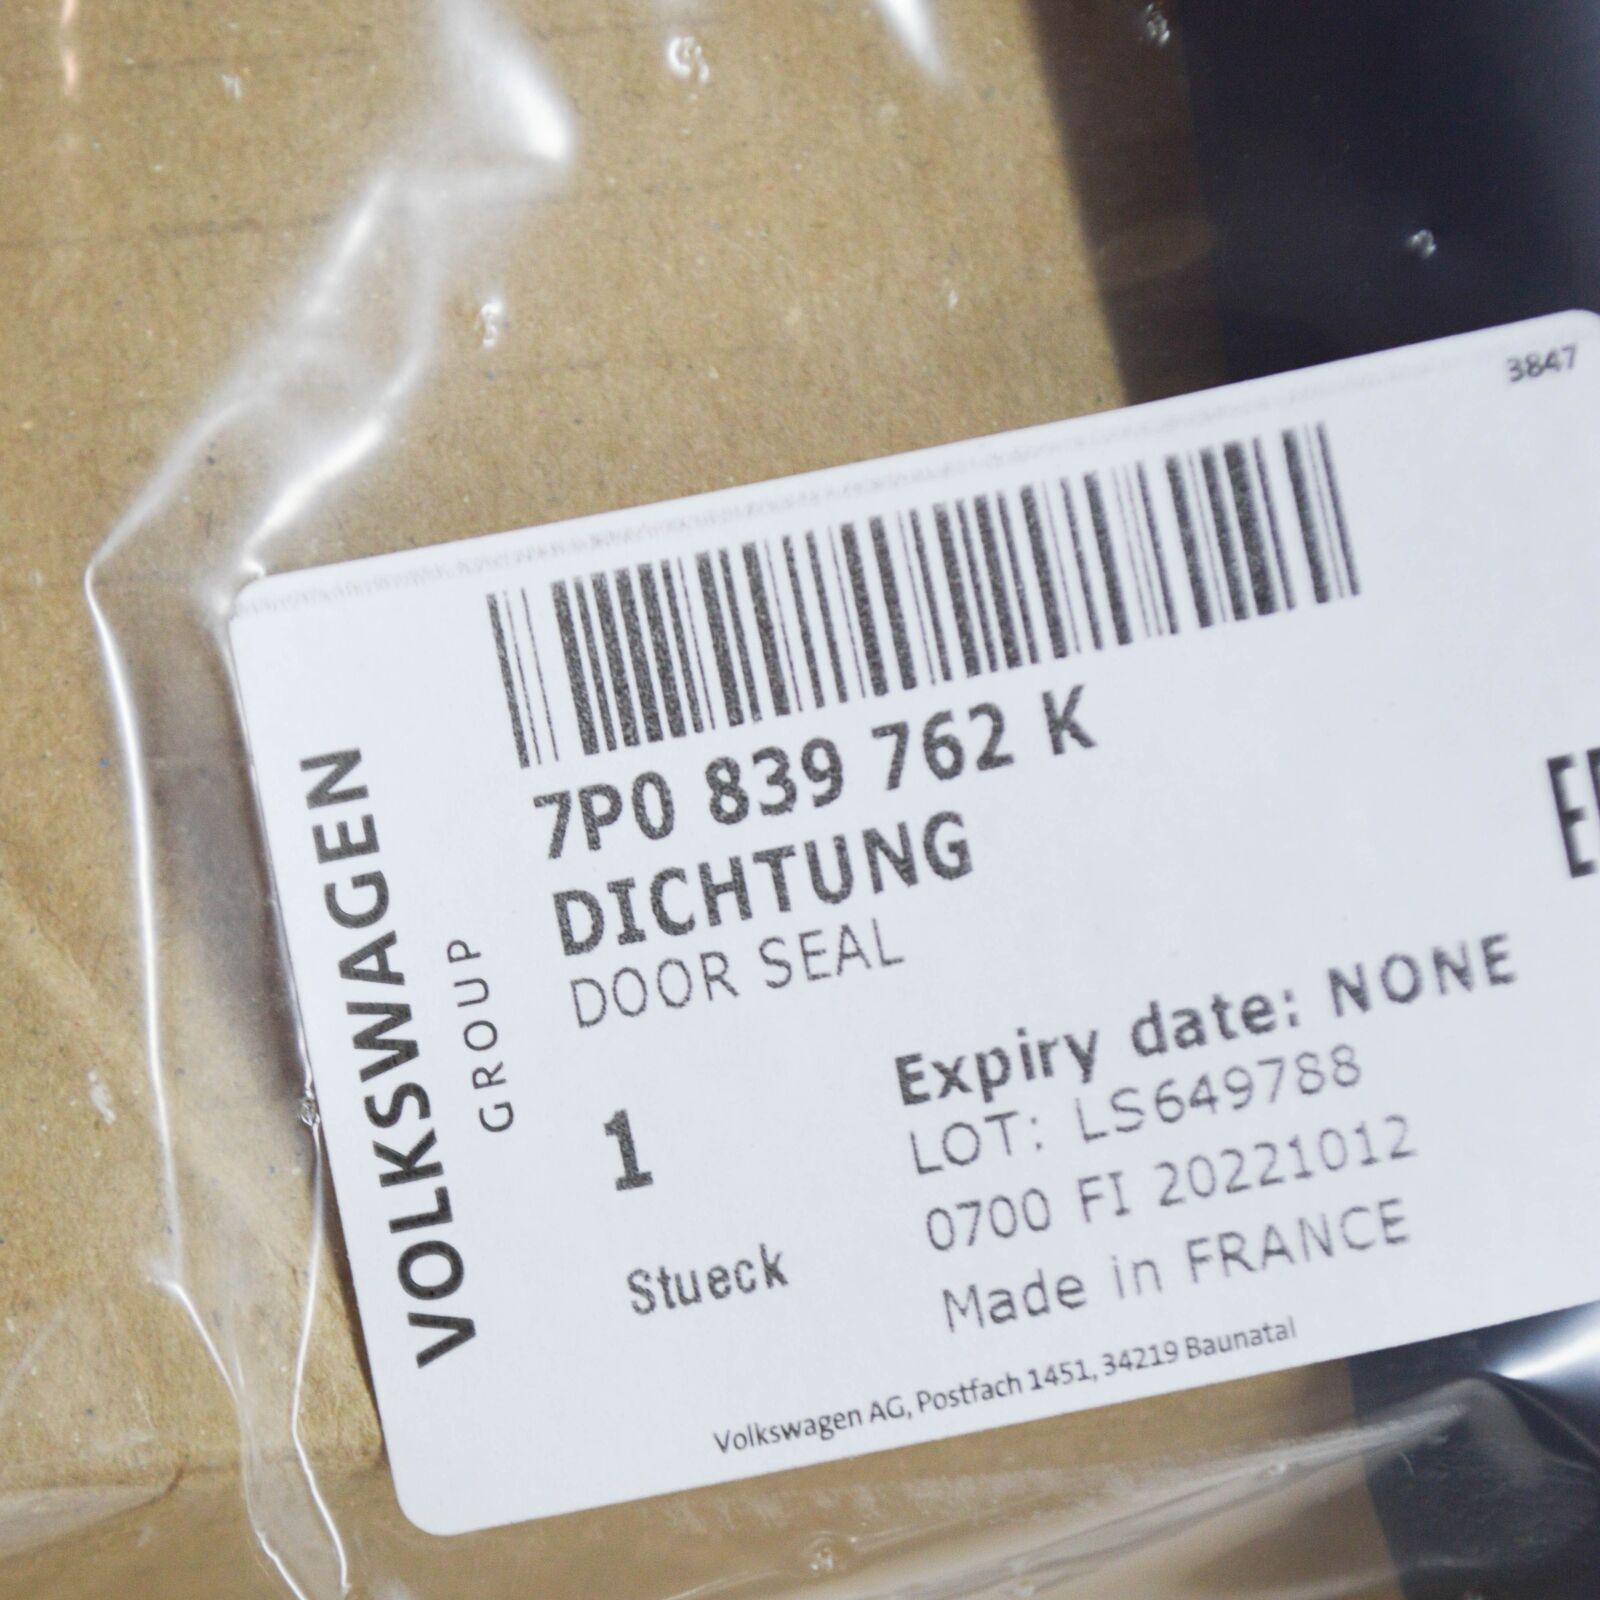 3847
7P0 839 762 K
DICHTUNG
DOOR SEAL
VOLKSWAGEN
GROUP
1
Stueck
Expiry date: NONE
LOT: LS649788
0700 FI 20221012
Made in FRANCE
Volkswagen AG, Postfach 1451, 34219 Baunatal